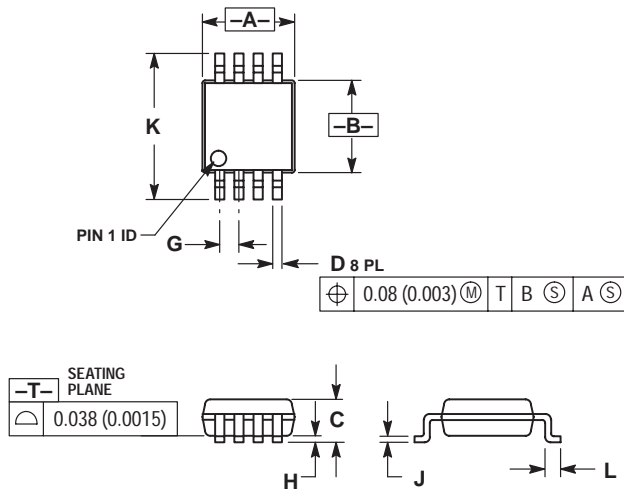 –A–
K
–B–
PIN 1 ID
G
D 8 PL
⌖ 0.08 (0.003) Ⓜ T B Ⓢ A Ⓢ
–T–
SEATING
PLANE
⌓ 0.038 (0.0015)
C
H
J
L